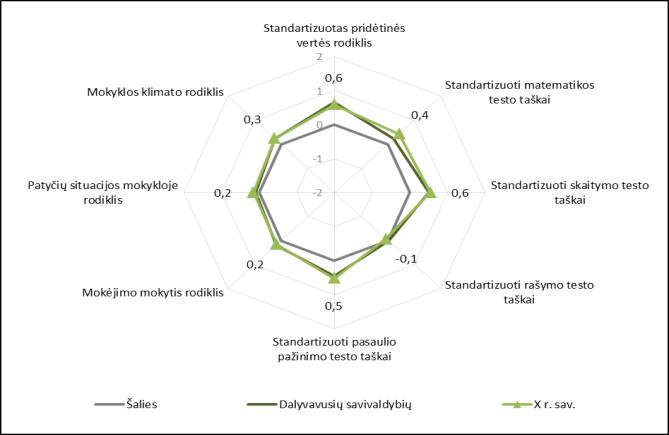 Standartizuotas pridėtinės
vertės rodiklis
2
0,6
1
0
-1
-2
Standartizuoti matematikos
testo taškai
0,4
Standartizuoti skaitymo testo
taškai
0,6
Standartizuoti rašymo testo
taškai
-0,1
Standartizuoti pasaulio
pažinimo testo taškai
0,5
Mokėjimo mokytis rodiklis
0,2
Patyčių situacijos mokykloje
rodiklis
0,2
Mokyklos klimato rodiklis
0,3
Šalies
Dalyvavusių savivaldybių
X r. sav.